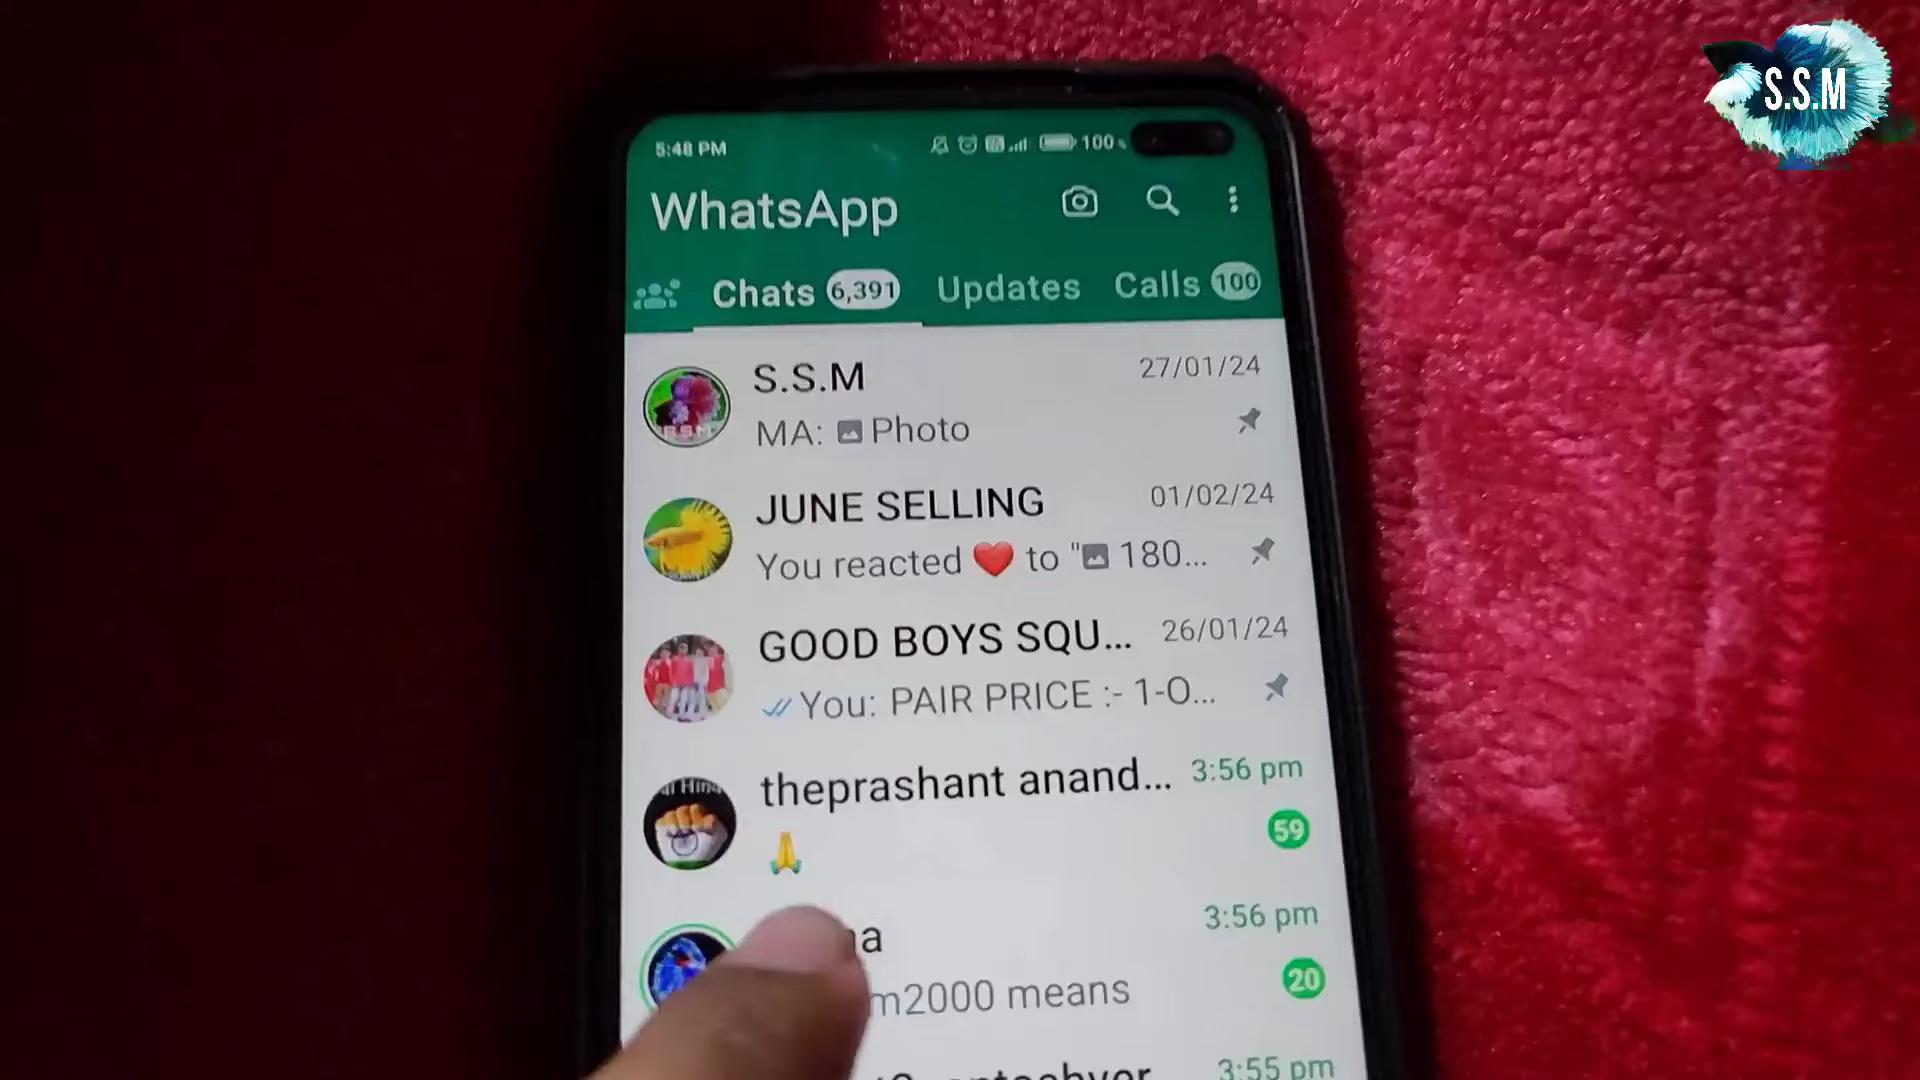 S.S.M
5:48 PM
100
WhatsApp
Chats 6,391
Updates
Calls 100
S.S.M
27/01/24
MA: Photo
JUNE SELLING
01/02/24
You reacted ❤️ to "180...
GOOD BOYS SQU...
26/01/24
You: PAIR PRICE :- 1-O...
theprashant anand...
3:56 pm
🙏
59
3:56 pm
m2000 means
20
3:55 pm